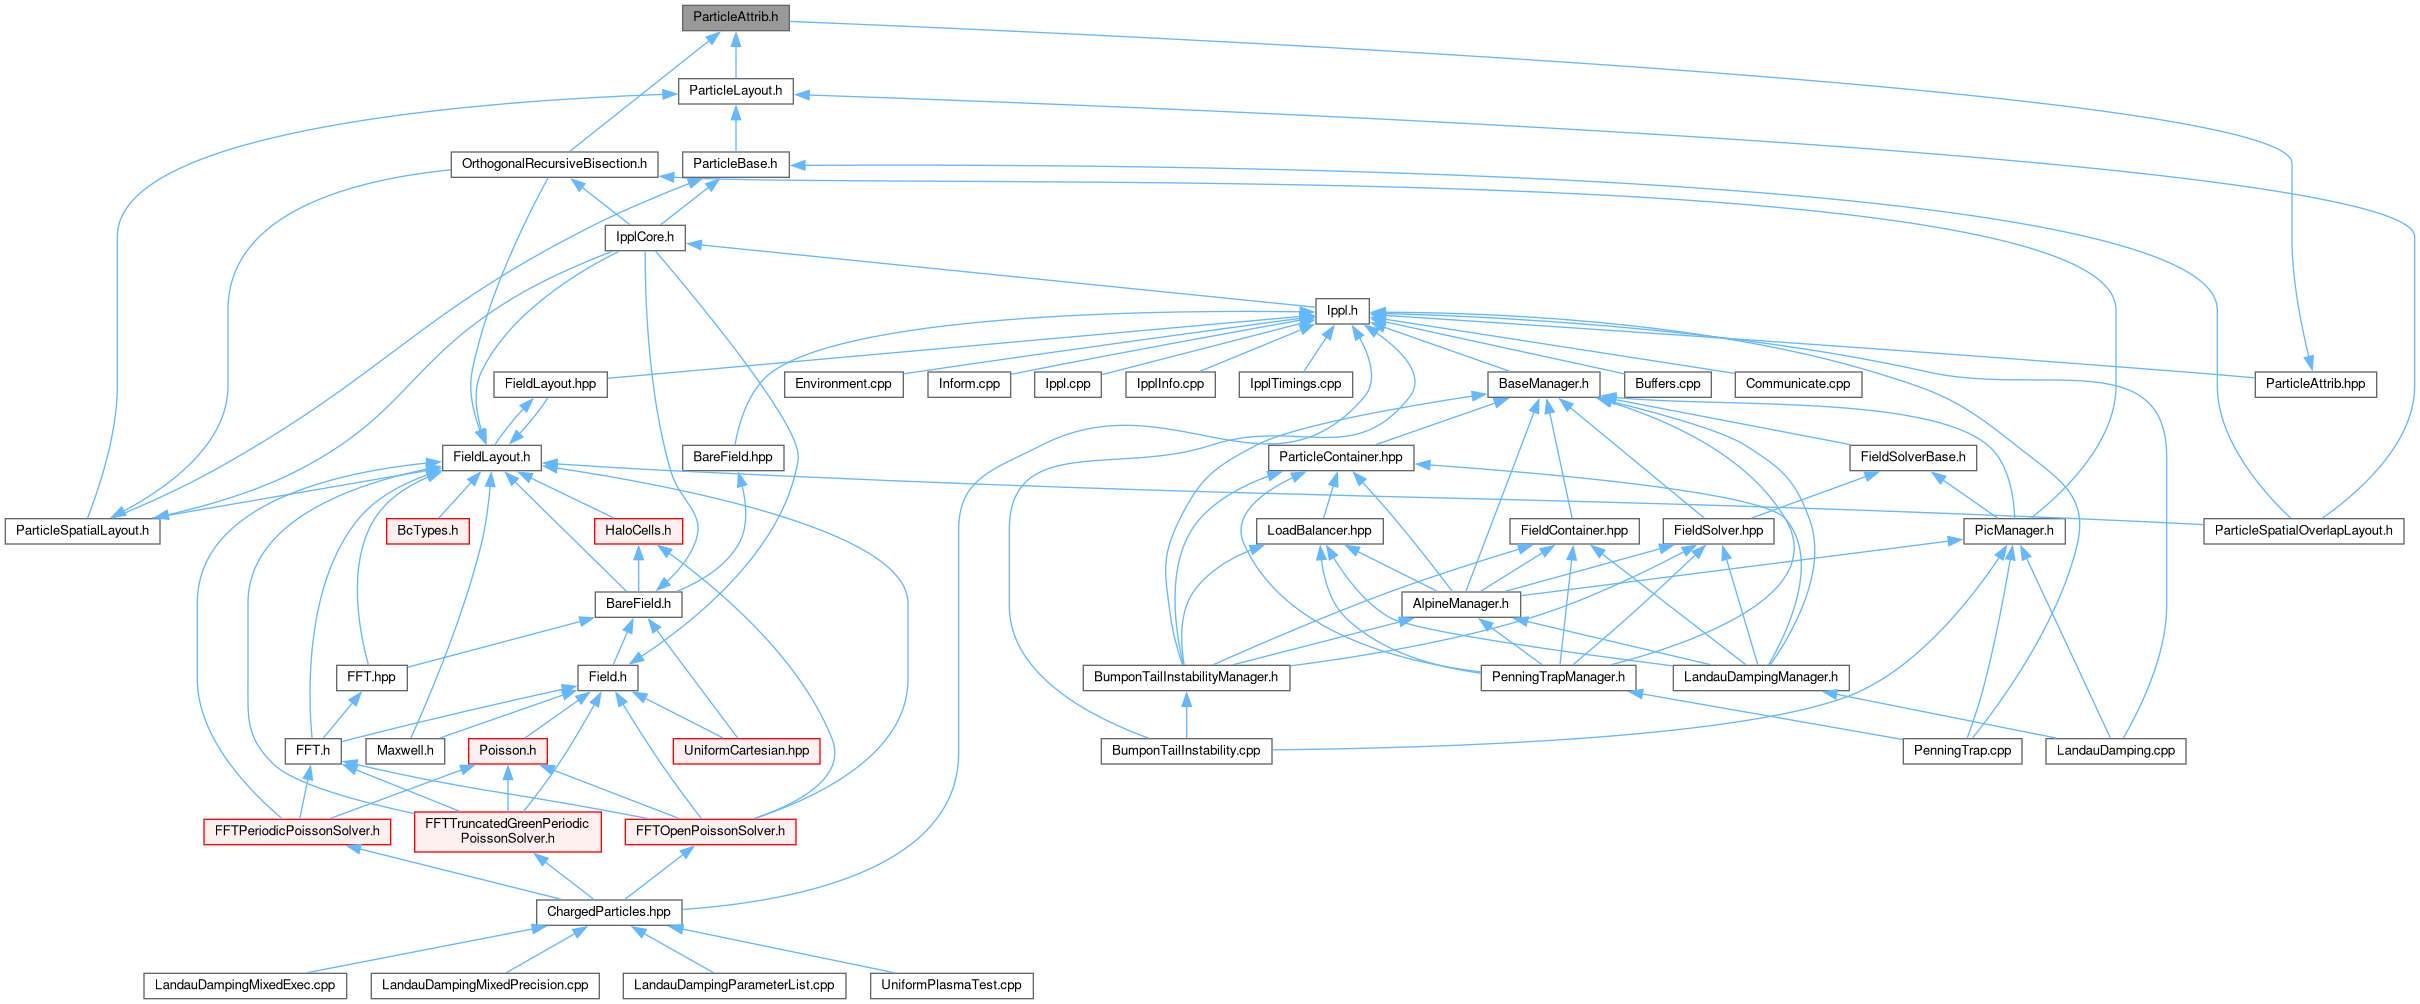 ParticleAttrib.h
ParticleLayout.h
OrthogonalRecursiveBisection.h
ParticleBase.h
IpplCore.h
Ippl.h
FieldLayout.hpp
Environment.cpp
Inform.cpp
Ippl.cpp
IpplInfo.cpp
IpplTimings.cpp
BaseManager.h
Buffers.cpp
Communicate.cpp
ParticleAttrib.hpp
FieldLayout.h
BareField.hpp
ParticleContainer.hpp
FieldSolverBase.h
ParticleSpatialLayout.h
BcTypes.h
HaloCells.h
LoadBalancer.hpp
FieldContainer.hpp
FieldSolver.hpp
PicManager.h
ParticleSpatialOverlapLayout.h
BareField.h
AlpineManager.h
FFT.hpp
Field.h
BumponTailInstabilityManager.h
PenningTrapManager.h
LandauDampingManager.h
FFT.h
Maxwell.h
Poisson.h
UniformCartesian.hpp
BumponTailInstability.cpp
PenningTrap.cpp
LandauDamping.cpp
FFTPeriodicPoissonSolver.h
FFTTruncatedGreenPeriodic
PoissonSolver.h
FFTOpenPoissonSolver.h
ChargedParticles.hpp
LandauDampingMixedExec.cpp
LandauDampingMixedPrecision.cpp
LandauDampingParameterList.cpp
UniformPlasmaTest.cpp